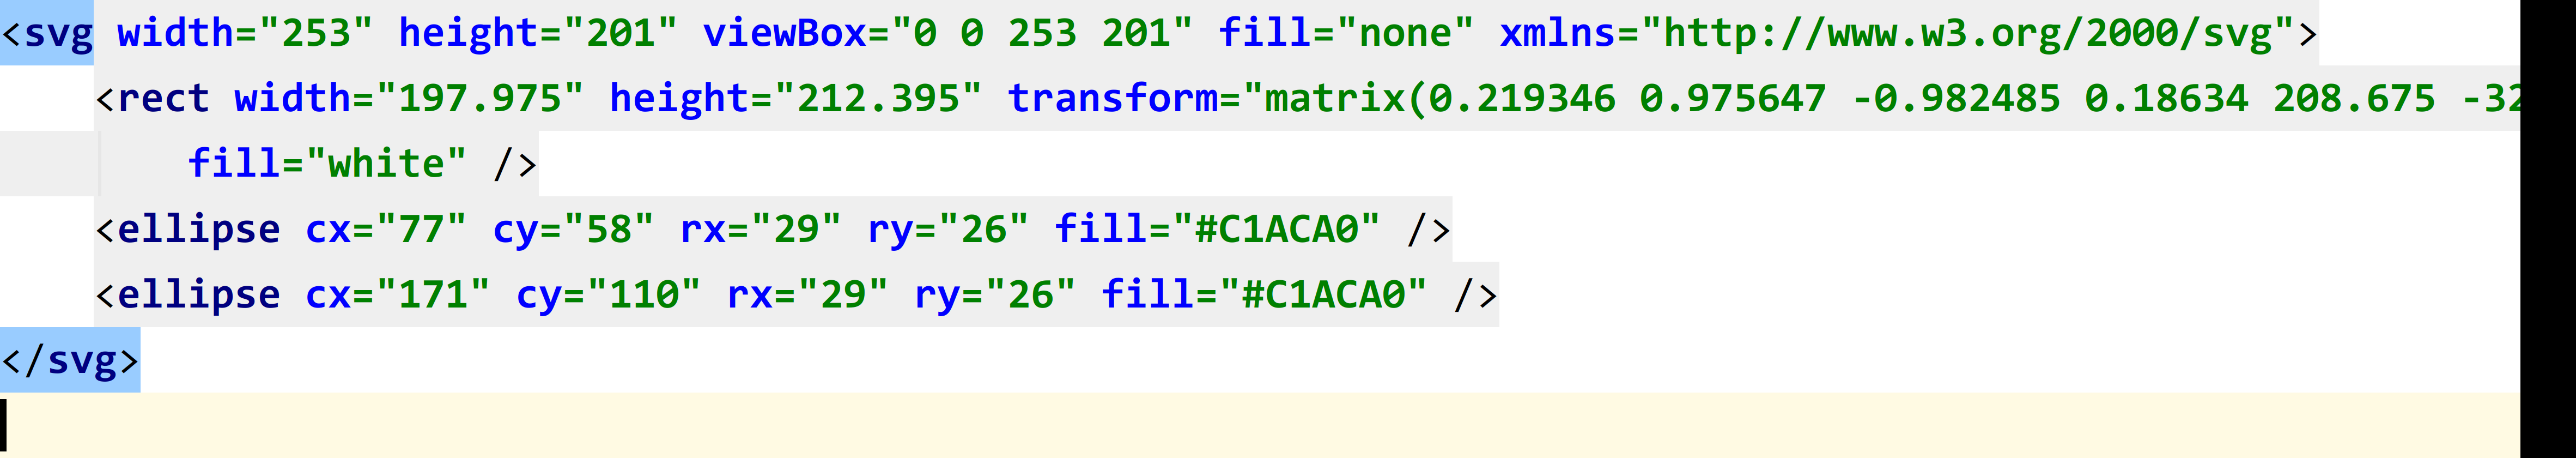 <svg width="253" height="201" viewBox="0 0 253 201" fill="none" xmlns="http://www.w3.org/2000/svg">
<rect width="197.975" height="212.395" transform="matrix(0.219346 0.975647 -0.982485 0.18634 208.675 -32
fill="white" />
<ellipse cx="77" cy="58" rx="29" ry="26" fill="#C1ACA0" />
<ellipse cx="171" cy="110" rx="29" ry="26" fill="#C1ACA0" />
</svg>